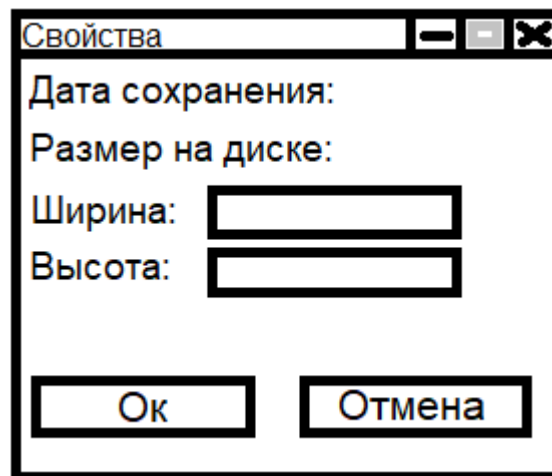 Свойства
Дата сохранения:
Размер на диске:
Ширина:
Высота:
Ок Отмена